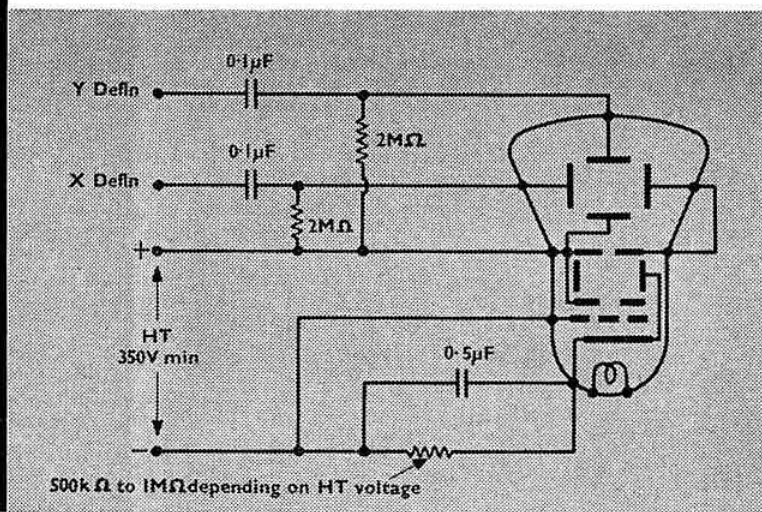 0·1µF
Y Defln
2MΩ
0·1µF
X Defln
2MΩ
+
HT
350V min
0·5µF
−
500k Ω to 1MΩ depending on HT voltage